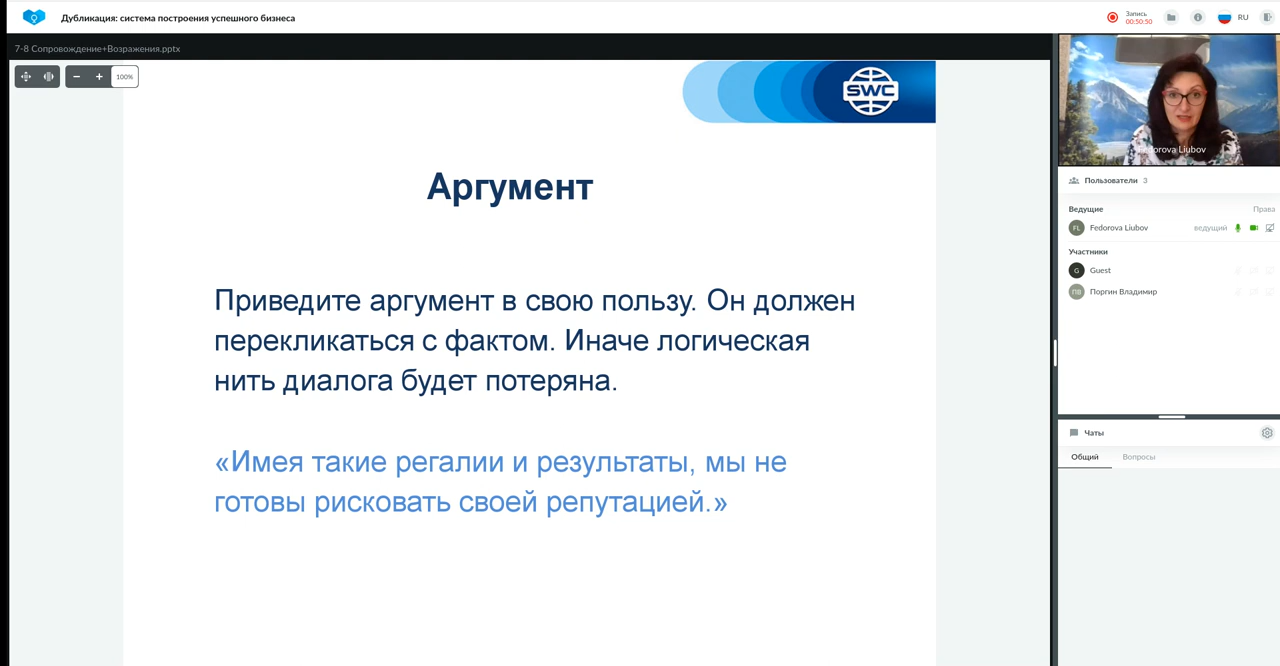 Дубликация: система построения успешного бизнеса
Запись
00:50:50
RU
7-8 Сопровождение+Возражения.pptx
100%
SWC
Аргумент
Приведите аргумент в свою пользу. Он должен
перекликаться с фактом. Иначе логическая
нить диалога будет потеряна.
«Имея такие регалии и результаты, мы не
готовы рисковать своей репутацией.»
Fedorova Liubov
Пользователи 3
Ведущие Права
FL Fedorova Liubov ведущий
Участники
G Guest
ПВ Поргин Владимир
Чаты
Общий Вопросы